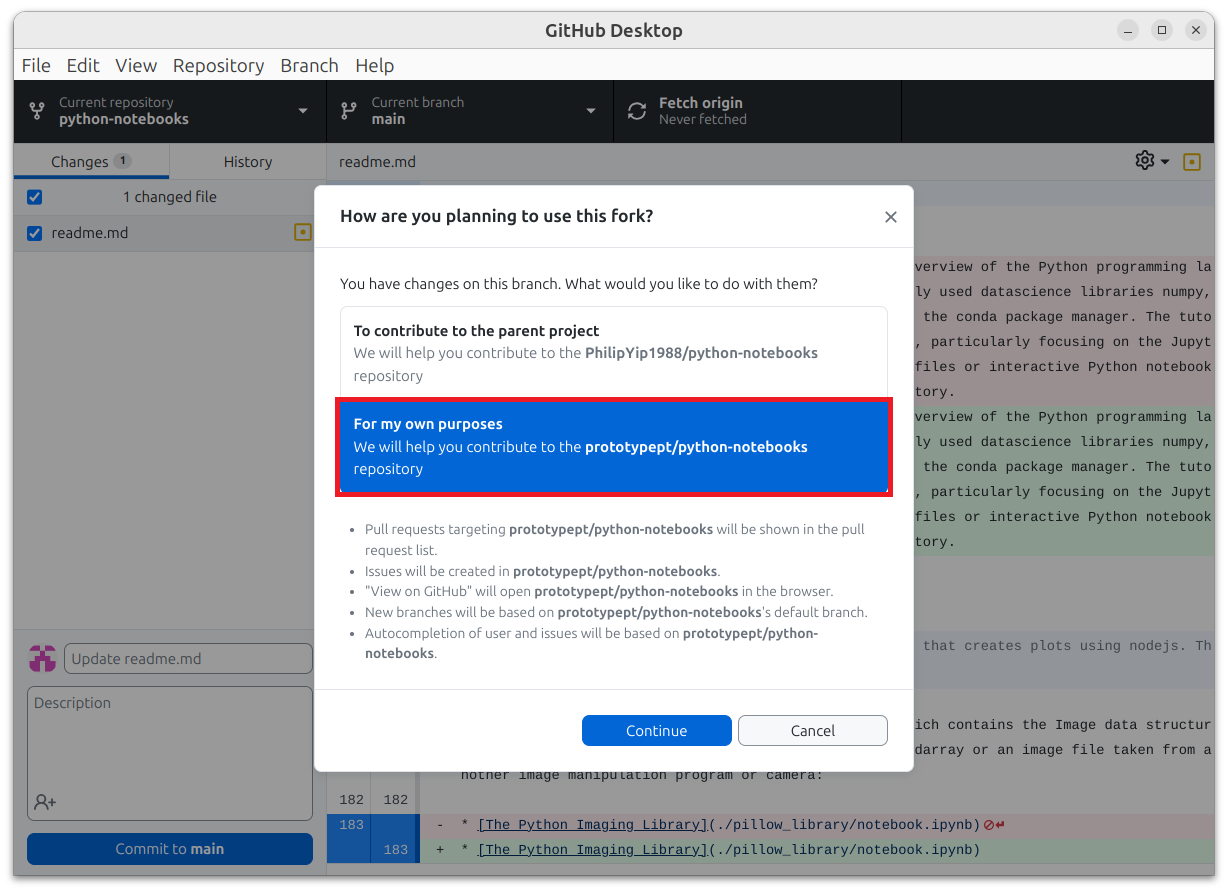 GitHub Desktop
File Edit View Repository Branch Help
Current repository
python-notebooks
Current branch
main
Fetch origin
Never fetched
Changes 1
History
readme.md
1 changed file
readme.md
How are you planning to use this fork?
You have changes on this branch. What would you like to do with them?
To contribute to the parent project
We will help you contribute to the PhilipYip1988/python-notebooks
repository
For my own purposes
We will help you contribute to the prototypept/python-notebooks
repository
• Pull requests targeting prototypept/python-notebooks will be shown in the pull
request list.
• Issues will be created in prototypept/python-notebooks.
• "View on GitHub" will open prototypept/python-notebooks in the browser.
• New branches will be based on prototypept/python-notebooks's default branch.
• Autocompletion of user and issues will be based on prototypept/python-
notebooks.
Continue
Cancel
verview of the Python programming la
ly used datascience libraries numpy,
the conda package manager. The tuto
, particularly focusing on the Jupyt
files or interactive Python notebook
tory.
verview of the Python programming la
ly used datascience libraries numpy,
the conda package manager. The tuto
, particularly focusing on the Jupyt
files or interactive Python notebook
tory.
that creates plots using nodejs. Th
ich contains the Image data structur
darray or an image file taken from a
nother image manipulation program or camera:
182 182
183 - * [The Python Imaging Library](./pillow_library/notebook.ipynb)
183 + * [The Python Imaging Library](./pillow_library/notebook.ipynb)
Update readme.md
Description
Commit to main